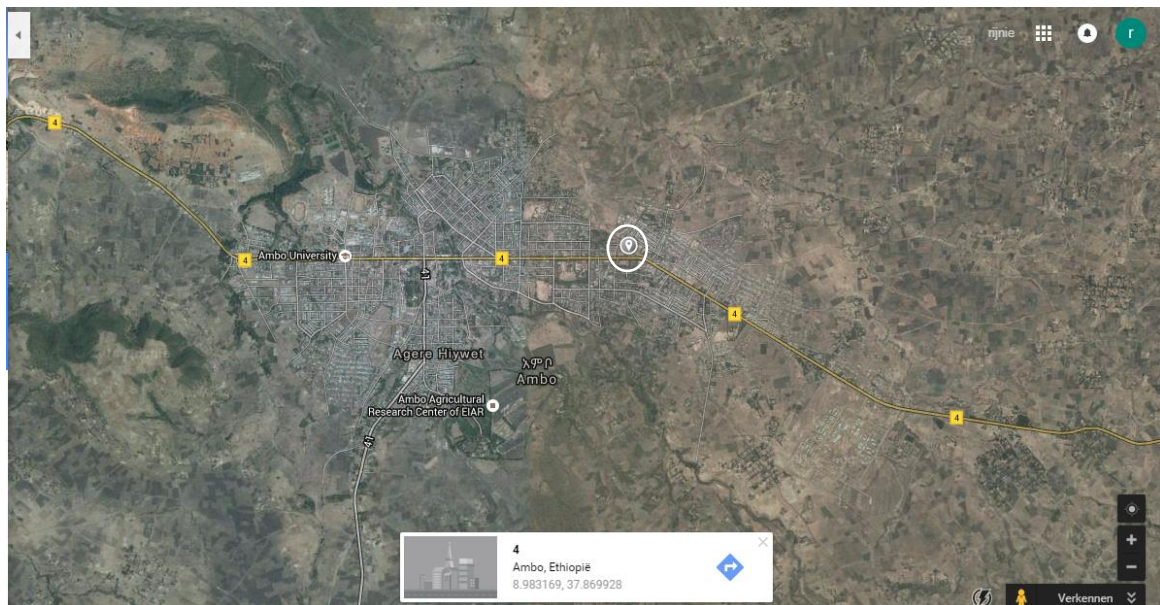 rijnie
r
4
4
Ambo University
4
41
4
Agere Hiywet
አምቦ
Ambo
Ambo Agricultural
Research Center of EIAR
4
41
4
Ambo, Ethiopië
8.983169, 37.869928
Verkennen